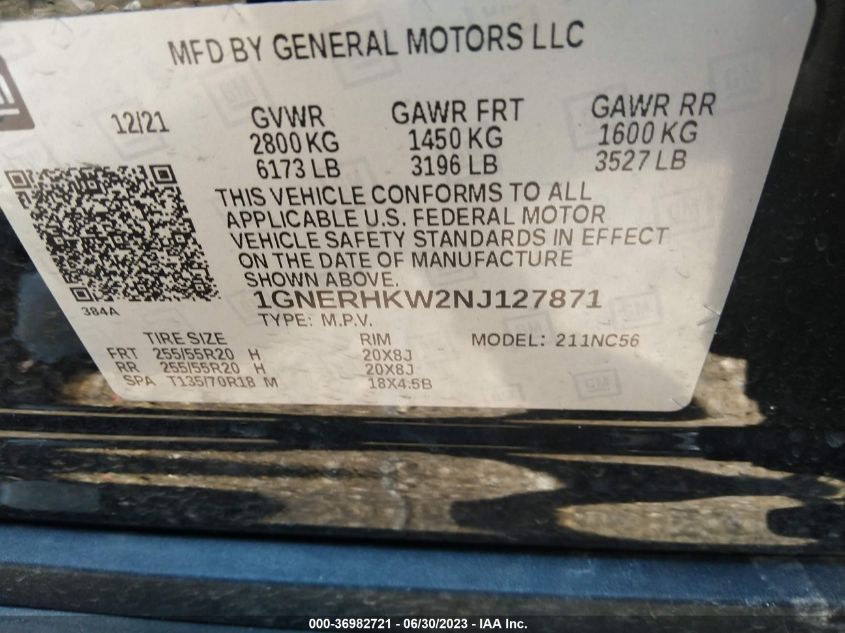 MFD BY GENERAL MOTORS LLC
12/21 GVWR GAWR FRT GAWR RR
2800 KG 1450 KG 1600 KG
6173 LB 3196 LB 3527 LB
THIS VEHICLE CONFORMS TO ALL
APPLICABLE U.S. FEDERAL MOTOR
VEHICLE SAFETY STANDARDS IN EFFECT
ON THE DATE OF MANUFACTURE
SHOWN ABOVE.
384A
1GNERHKW2NJ127871
TYPE: M.P.V.
TIRE SIZE RIM MODEL: 211NC56
FRT 255/55R20 H 20X8J
RR 255/55R20 H 20X8J
SPA T135/70R18 M 18X4.5B
000-36982721 - 06/30/2023 - IAA Inc.